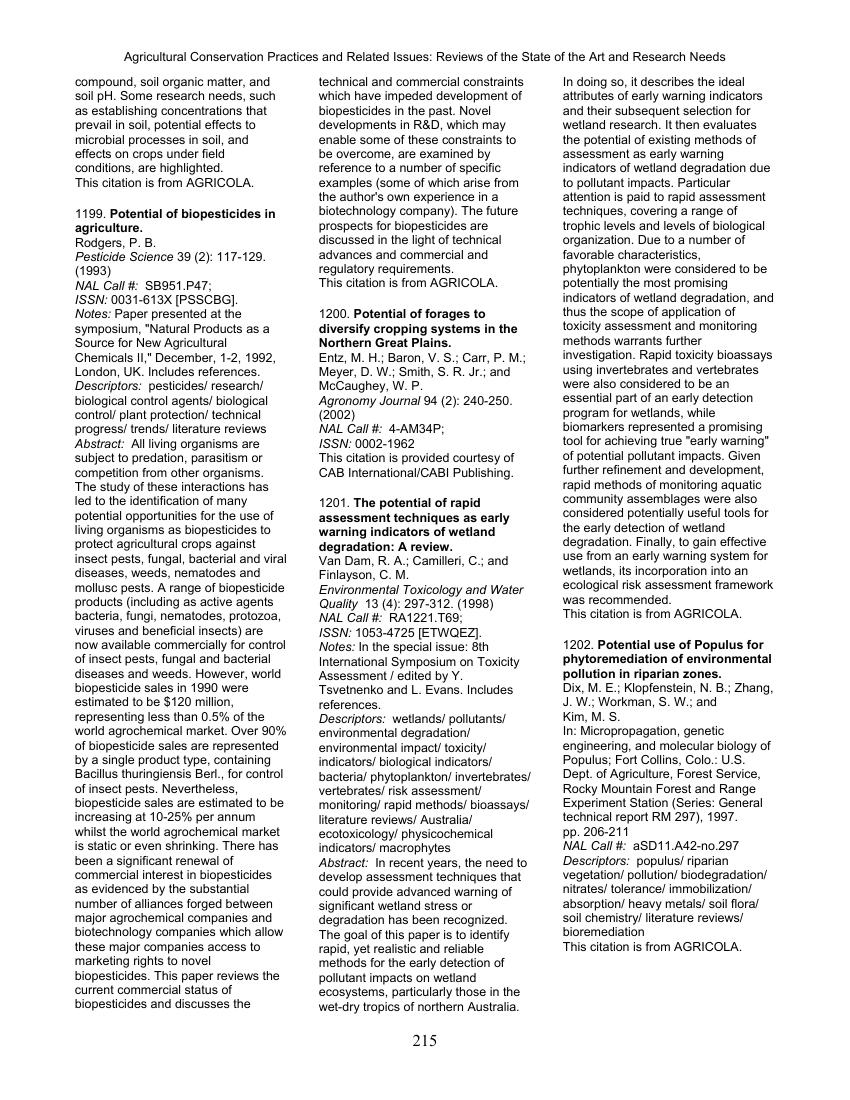 Agricultural Conservation Practices and Related Issues: Reviews of the State of the Art and Research Needs
compound, soil organic matter, and
soil pH. Some research needs, such
as establishing concentrations that
prevail in soil, potential effects to
microbial processes in soil, and
effects on crops under field
conditions, are highlighted.
This citation is from AGRICOLA.
1199. Potential of biopesticides in
agriculture.
Rodgers, P. B.
Pesticide Science 39 (2): 117-129.
(1993)
NAL Call #: SB951.P47;
ISSN: 0031-613X [PSSCBG].
Notes: Paper presented at the
symposium, "Natural Products as a
Source for New Agricultural
Chemicals II," December, 1-2, 1992,
London, UK. Includes references.
Descriptors: pesticides/ research/
biological control agents/ biological
control/ plant protection/ technical
progress/ trends/ literature reviews
Abstract: All living organisms are
subject to predation, parasitism or
competition from other organisms.
The study of these interactions has
led to the identification of many
potential opportunities for the use of
living organisms as biopesticides to
protect agricultural crops against
insect pests, fungal, bacterial and viral
diseases, weeds, nematodes and
mollusc pests. A range of biopesticide
products (including as active agents
bacteria, fungi, nematodes, protozoa,
viruses and beneficial insects) are
now available commercially for control
of insect pests, fungal and bacterial
diseases and weeds. However, world
biopesticide sales in 1990 were
estimated to be $120 million,
representing less than 0.5% of the
world agrochemical market. Over 90%
of biopesticide sales are represented
by a single product type, containing
Bacillus thuringiensis Berl., for control
of insect pests. Nevertheless,
biopesticide sales are estimated to be
increasing at 10-25% per annum
whilst the world agrochemical market
is static or even shrinking. There has
been a significant renewal of
commercial interest in biopesticides
as evidenced by the substantial
number of alliances forged between
major agrochemical companies and
biotechnology companies which allow
these major companies access to
marketing rights to novel
biopesticides. This paper reviews the
current commercial status of
biopesticides and discusses the
technical and commercial constraints
which have impeded development of
biopesticides in the past. Novel
developments in R&D, which may
enable some of these constraints to
be overcome, are examined by
reference to a number of specific
examples (some of which arise from
the author's own experience in a
biotechnology company). The future
prospects for biopesticides are
discussed in the light of technical
advances and commercial and
regulatory requirements.
This citation is from AGRICOLA.
1200. Potential of forages to
diversify cropping systems in the
Northern Great Plains.
Entz, M. H.; Baron, V. S.; Carr, P. M.;
Meyer, D. W.; Smith, S. R. Jr.; and
McCaughey, W. P.
Agronomy Journal 94 (2): 240-250.
(2002)
NAL Call #: 4-AM34P;
ISSN: 0002-1962
This citation is provided courtesy of
CAB International/CABI Publishing.
1201. The potential of rapid
assessment techniques as early
warning indicators of wetland
degradation: A review.
Van Dam, R. A.; Camilleri, C.; and
Finlayson, C. M.
Environmental Toxicology and Water
Quality 13 (4): 297-312. (1998)
NAL Call #: RA1221.T69;
ISSN: 1053-4725 [ETWQEZ].
Notes: In the special issue: 8th
International Symposium on Toxicity
Assessment / edited by Y.
Tsvetnenko and L. Evans. Includes
references.
Descriptors: wetlands/ pollutants/
environmental degradation/
environmental impact/ toxicity/
indicators/ biological indicators/
bacteria/ phytoplankton/ invertebrates/
vertebrates/ risk assessment/
monitoring/ rapid methods/ bioassays/
literature reviews/ Australia/
ecotoxicology/ physicochemical
indicators/ macrophytes
Abstract: In recent years, the need to
develop assessment techniques that
could provide advanced warning of
significant wetland stress or
degradation has been recognized.
The goal of this paper is to identify
rapid, yet realistic and reliable
methods for the early detection of
pollutant impacts on wetland
ecosystems, particularly those in the
wet-dry tropics of northern Australia.
In doing so, it describes the ideal
attributes of early warning indicators
and their subsequent selection for
wetland research. It then evaluates
the potential of existing methods of
assessment as early warning
indicators of wetland degradation due
to pollutant impacts. Particular
attention is paid to rapid assessment
techniques, covering a range of
trophic levels and levels of biological
organization. Due to a number of
favorable characteristics,
phytoplankton were considered to be
potentially the most promising
indicators of wetland degradation, and
thus the scope of application of
toxicity assessment and monitoring
methods warrants further
investigation. Rapid toxicity bioassays
using invertebrates and vertebrates
were also considered to be an
essential part of an early detection
program for wetlands, while
biomarkers represented a promising
tool for achieving true "early warning"
of potential pollutant impacts. Given
further refinement and development,
rapid methods of monitoring aquatic
community assemblages were also
considered potentially useful tools for
the early detection of wetland
degradation. Finally, to gain effective
use from an early warning system for
wetlands, its incorporation into an
ecological risk assessment framework
was recommended.
This citation is from AGRICOLA.
1202. Potential use of Populus for
phytoremediation of environmental
pollution in riparian zones.
Dix, M. E.; Klopfenstein, N. B.; Zhang,
J. W.; Workman, S. W.; and
Kim, M. S.
In: Micropropagation, genetic
engineering, and molecular biology of
Populus; Fort Collins, Colo.: U.S.
Dept. of Agriculture, Forest Service,
Rocky Mountain Forest and Range
Experiment Station (Series: General
technical report RM 297), 1997.
pp. 206-211
NAL Call #: aSD11.A42-no.297
Descriptors: populus/ riparian
vegetation/ pollution/ biodegradation/
nitrates/ tolerance/ immobilization/
absorption/ heavy metals/ soil flora/
soil chemistry/ literature reviews/
bioremediation
This citation is from AGRICOLA.
215